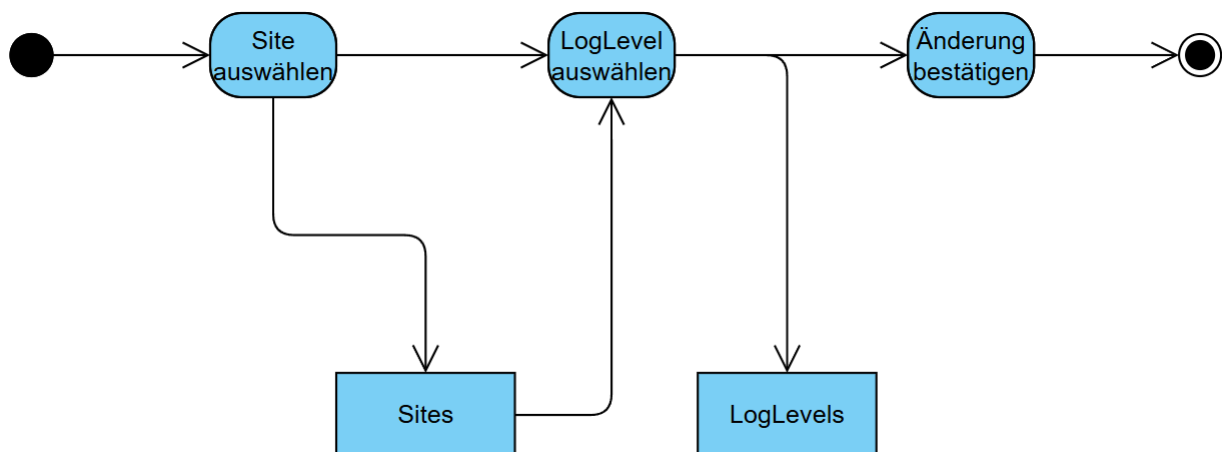 Site
auswählen
LogLevel
auswählen
Änderung
bestätigen
Sites
LogLevels